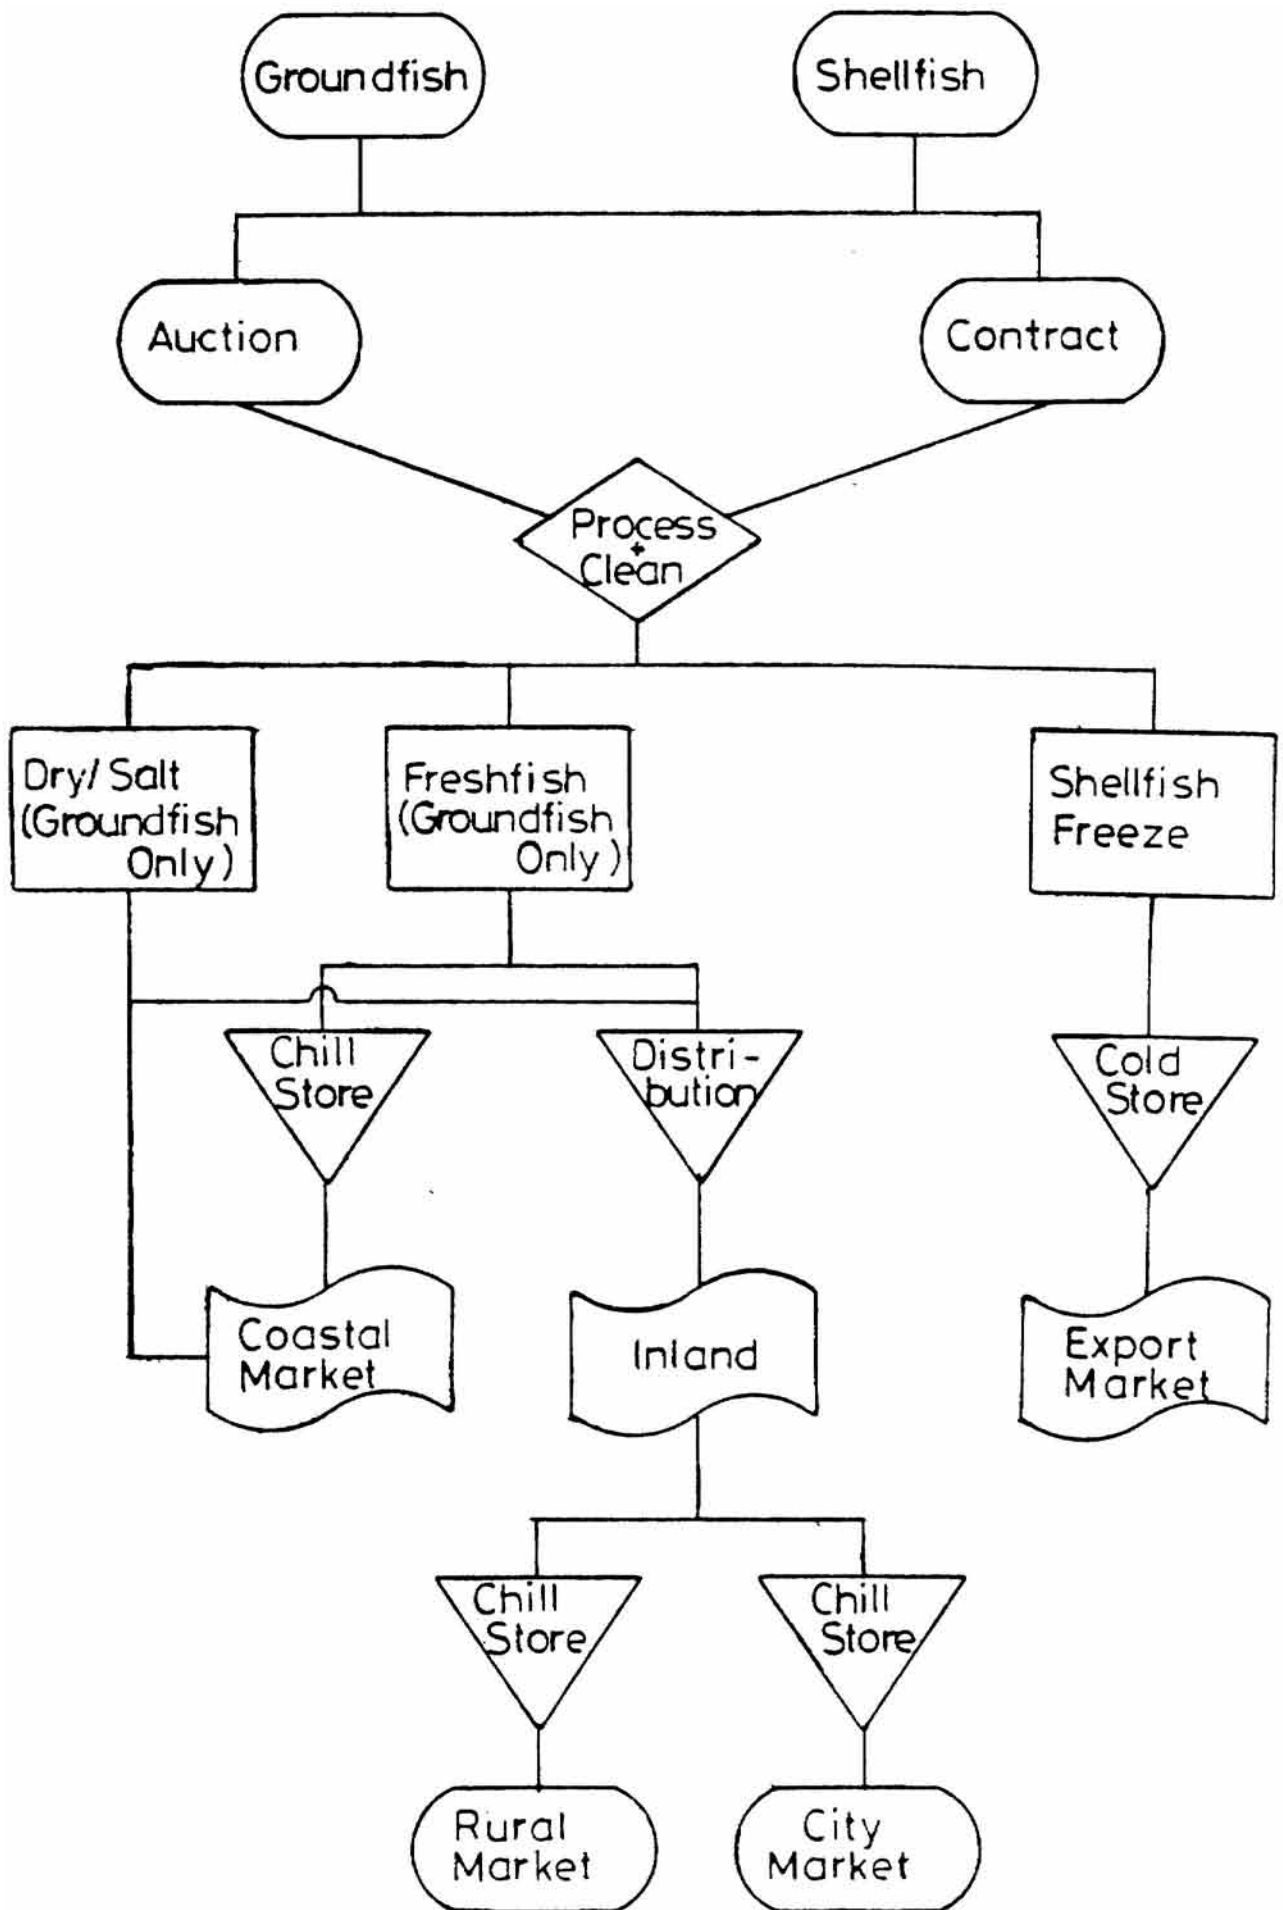 Groundfish
Shellfish
Auction
Contract
Process
+
Clean
Dry/Salt
(Groundfish
Only)
Freshfish
(Groundfish
Only)
Shellfish
Freeze
Chill
Store
Distri-
bution
Cold
Store
Coastal
Market
Inland
Export
Market
Chill
Store
Chill
Store
Rural
Market
City
Market